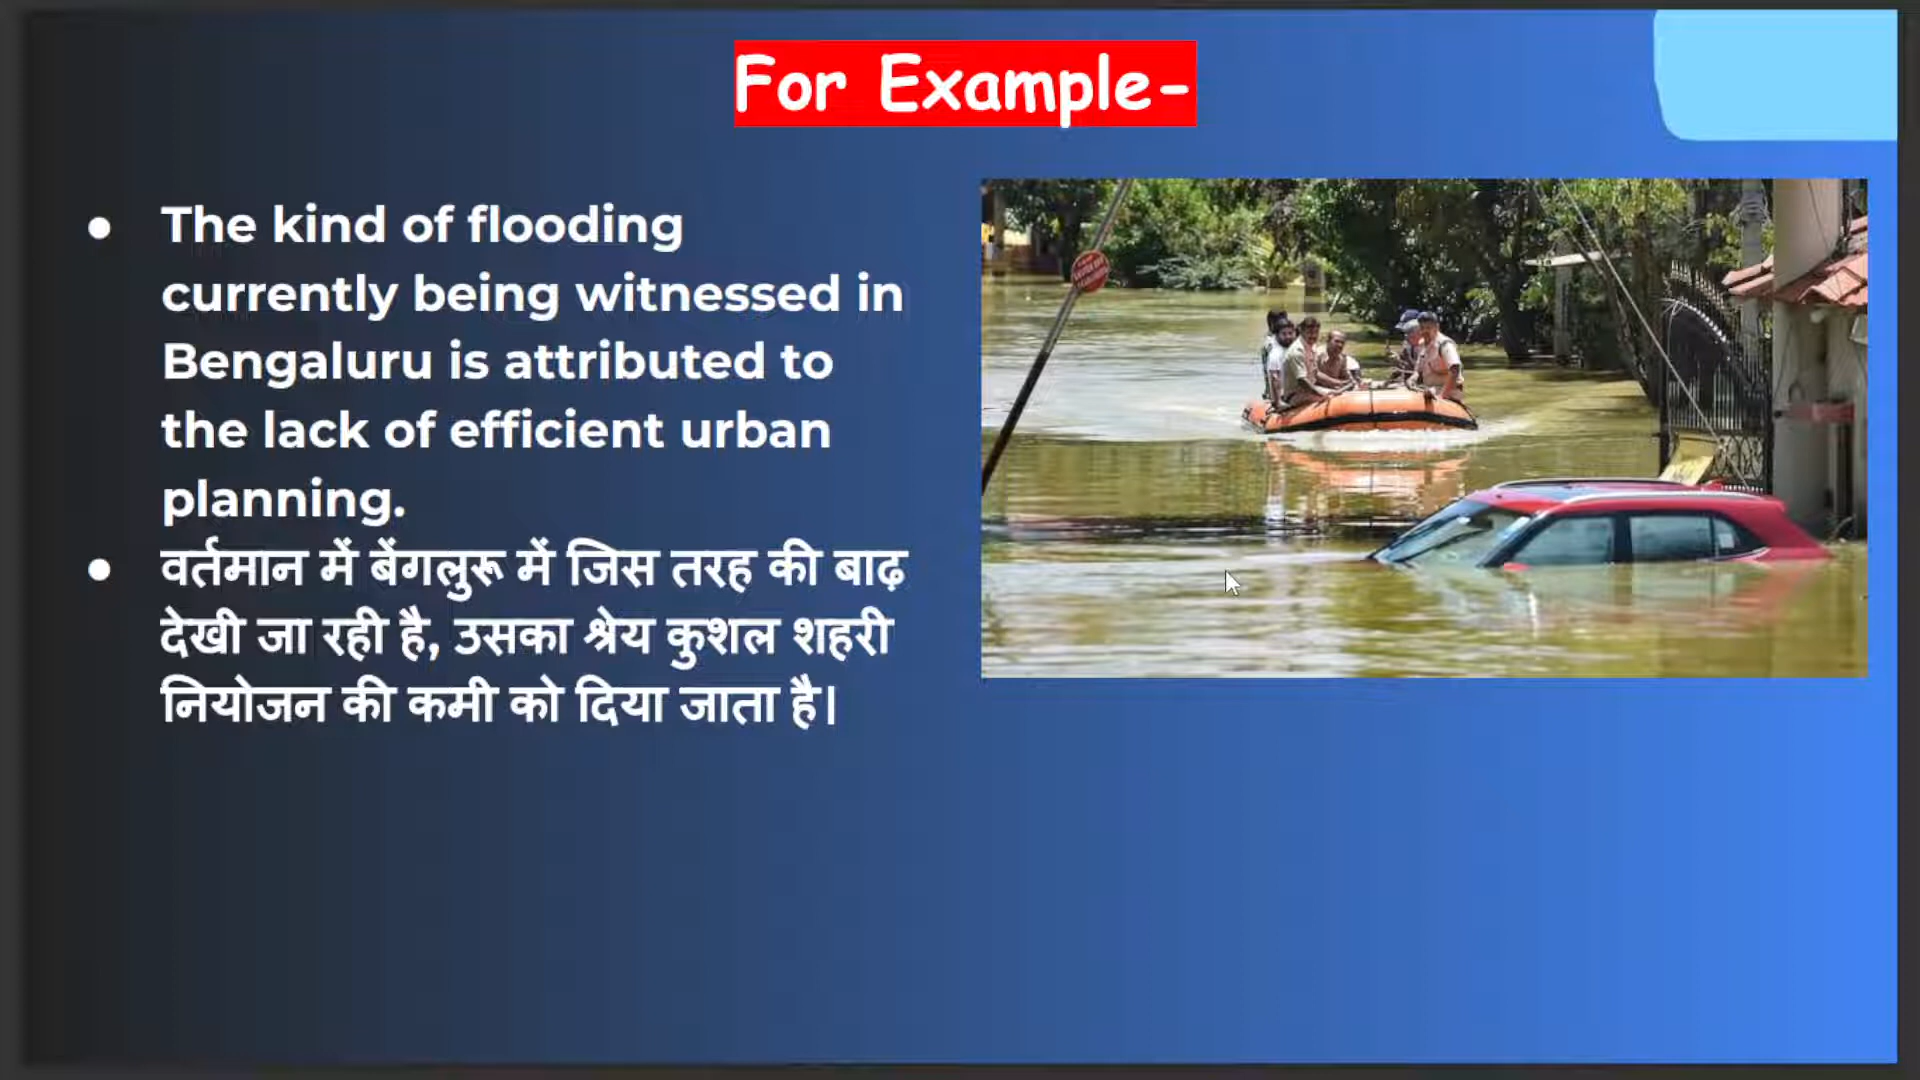 For Example-
● The kind of flooding
currently being witnessed in
Bengaluru is attributed to
the lack of efficient urban
planning.
● वर्तमान में बेंगलुरू में जिस तरह की बाढ़
देखी जा रही है, उसका श्रेय कुशल शहरी
नियोजन की कमी को दिया जाता है।